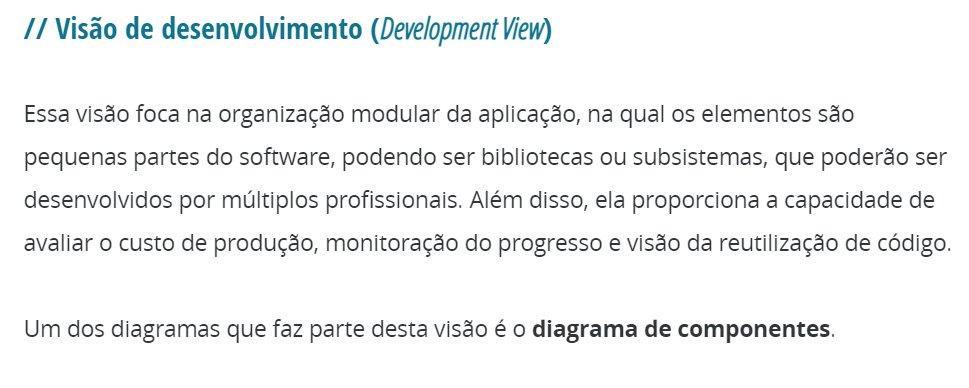 // Visão de desenvolvimento (Development View)
Essa visão foca na organização modular da aplicação, na qual os elementos são
pequenas partes do software, podendo ser bibliotecas ou subsistemas, que poderão ser
desenvolvidos por múltiplos profissionais. Além disso, ela proporciona a capacidade de
avaliar o custo de produção, monitoração do progresso e visão da reutilização de código.
Um dos diagramas que faz parte desta visão é o diagrama de componentes.